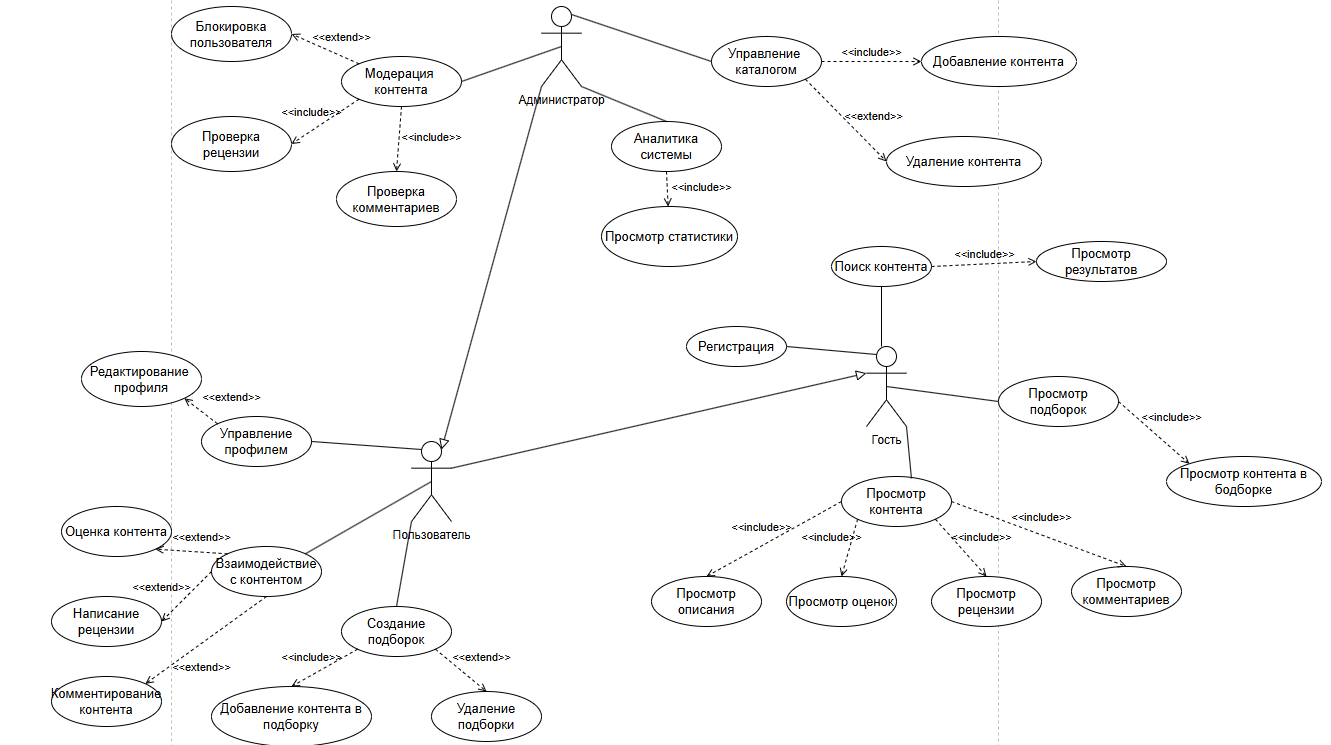 Блокировка
пользователя
<<extend>>
Модерация
контента
<<include>>
Проверка
рецензии
<<include>>
Проверка
комментариев
Администратор
Управление
каталогом
<<include>>
Добавление контента
<<extend>>
Удаление контента
Аналитика
системы
<<include>>
Просмотр статистики
Поиск контента
<<include>>
Просмотр
результатов
Регистрация
Гость
Просмотр
подборок
<<include>>
Просмотр контента в
бодборке
Просмотр
контента
<<include>>
<<include>>
<<include>>
<<include>>
Просмотр
описания
Просмотр оценок
Просмотр
рецензии
Просмотр
комментариев
Редактирование
профиля
<<extend>>
Управление
профилем
Пользователь
Оценка контента
<<extend>>
Взаимодействие
с контентом
<<extend>>
Написание
рецензии
<<extend>>
Комментирование
контента
Создание
подборок
<<include>>
<<extend>>
Добавление контента в
подборку
Удаление
подборки